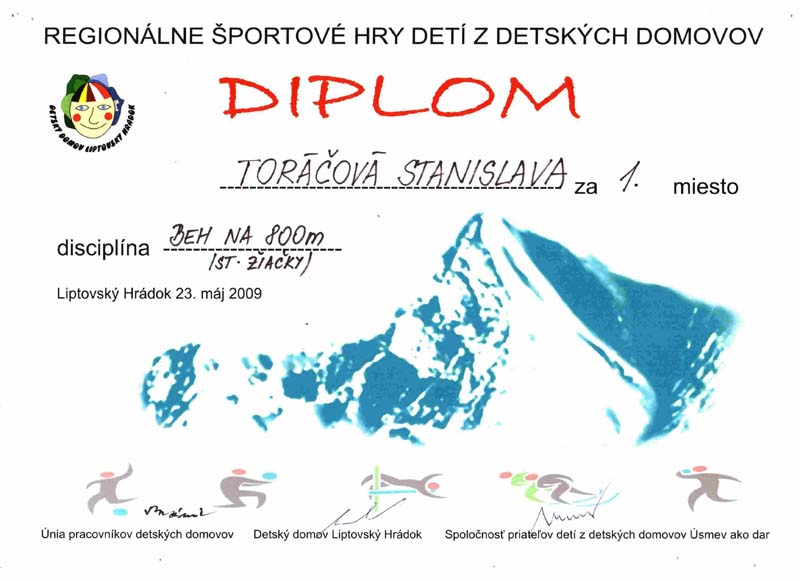 REGIONÁLNE ŠPORTOVÉ HRY DETÍ Z DETSKÝCH DOMOVOV
DIPLOM
DETSKÝ DOMOV LIPTOVSKÝ HRÁDOK
TORÁČOVÁ STANISLAVA za 1. miesto
disciplína BEH NA 800m
/ST. ŽIAČKY/
Liptovský Hrádok 23. máj 2009
Únia pracovníkov detských domovov Detský domov Liptovský Hrádok Spoločnosť priateľov detí z detských domovov Úsmev ako dar